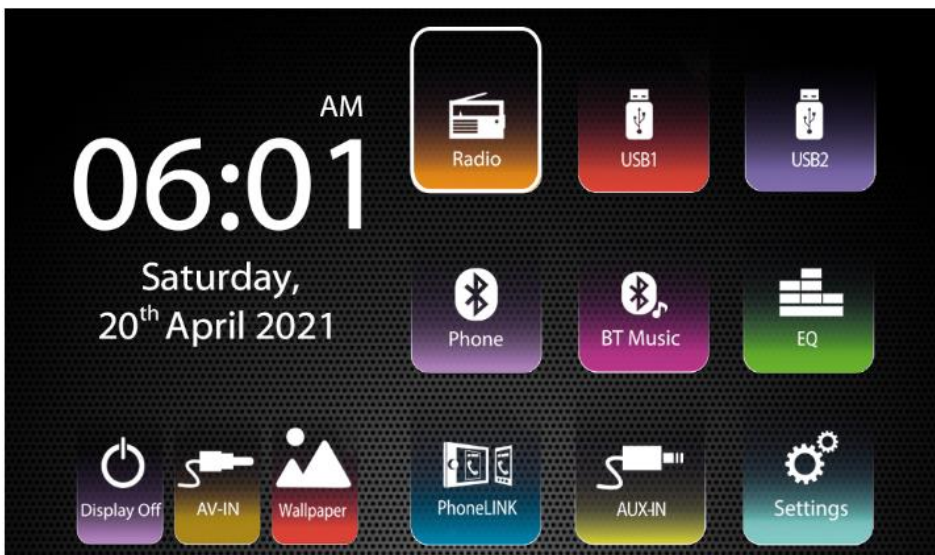 AM
06:01
Saturday,
20th April 2021
Radio
USB1
USB2
Phone
BT Music
EQ
Display Off
AV-IN
Wallpaper
PhoneLINK
AUX-IN
Settings